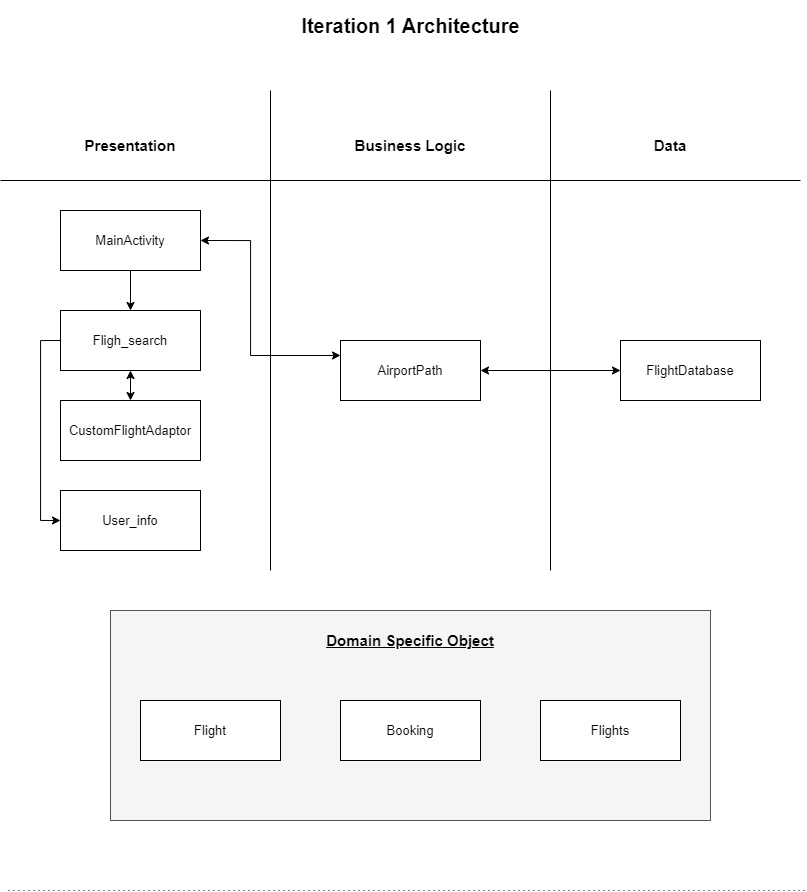 Iteration 1 Architecture
Presentation
Business Logic
Data
MainActivity
Fligh_search
AirportPath
FlightDatabase
CustomFlightAdaptor
User_info
Domain Specific Object
Flight
Booking
Flights